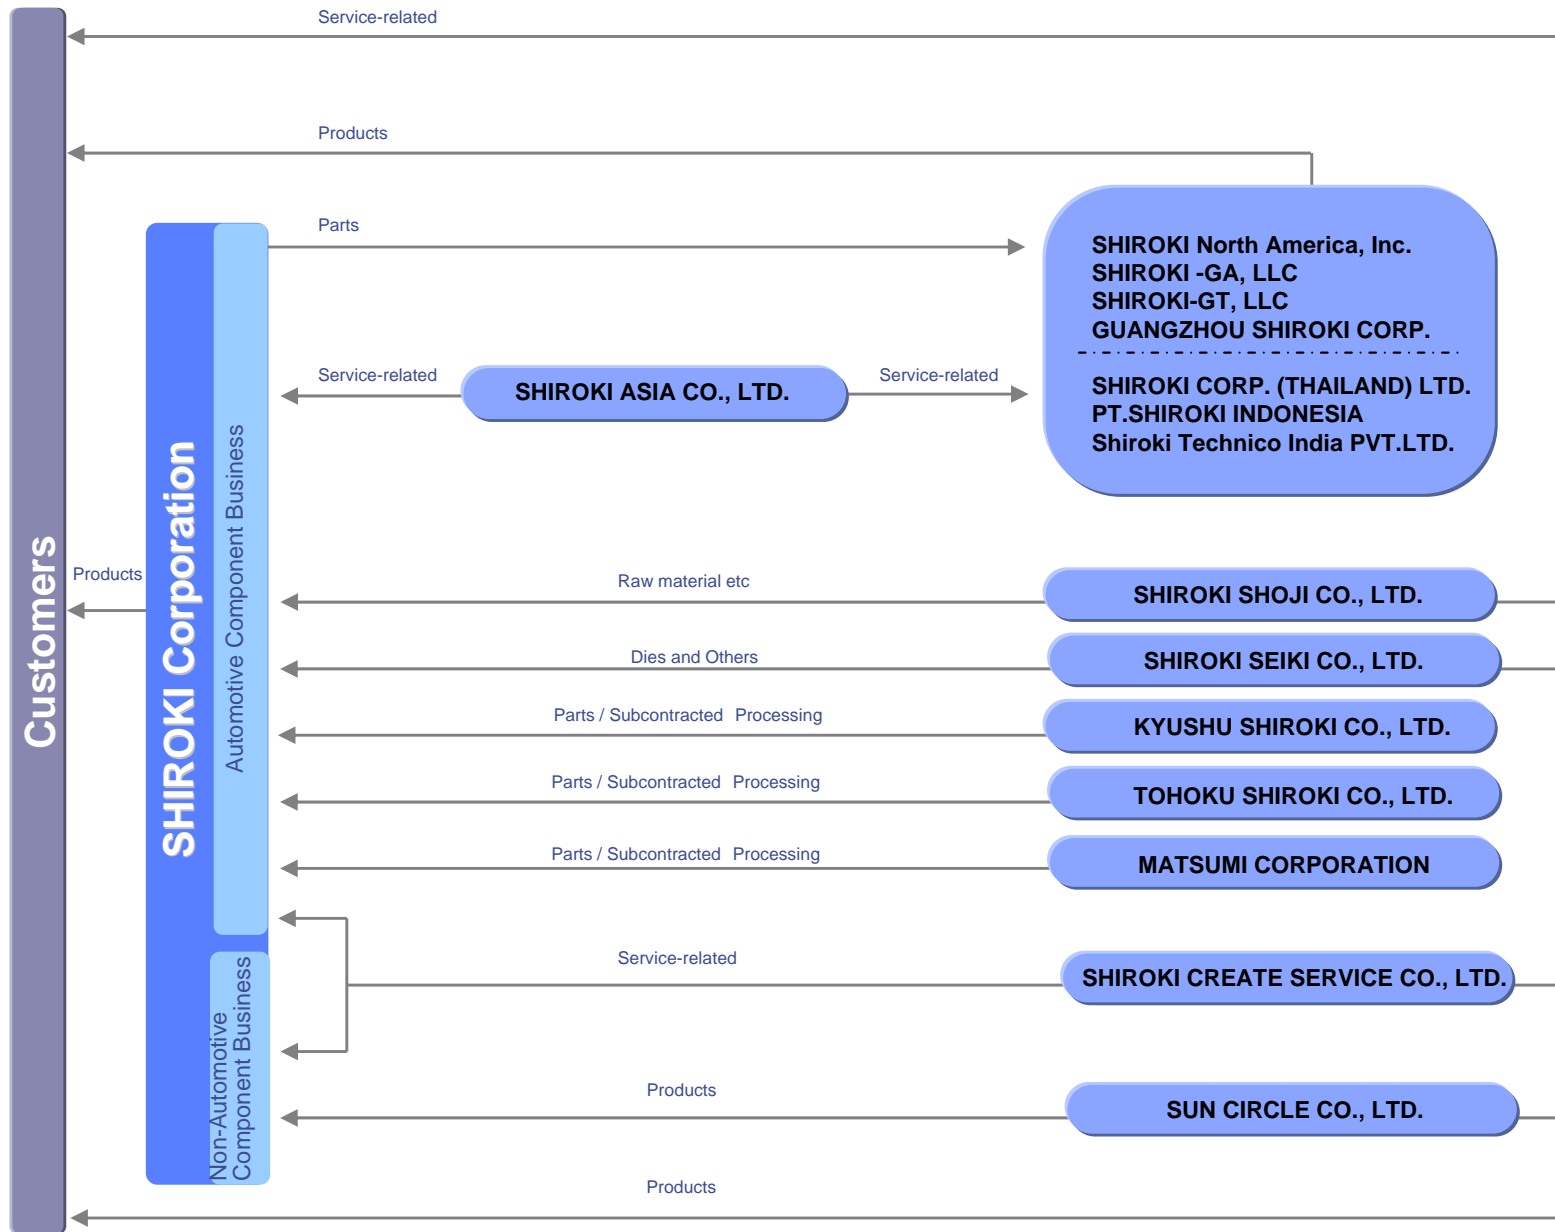 Service-related
Products
Parts
SHIROKI North America, Inc.
SHIROKI -GA, LLC
SHIROKI-GT, LLC
GUANGZHOU SHIROKI CORP.
SHIROKI CORP. (THAILAND) LTD.
PT.SHIROKI INDONESIA
Shiroki Technico India PVT.LTD.
Service-related
SHIROKI ASIA CO., LTD.
Service-related
Customers
Products
SHIROKI Corporation
Automotive Component Business
Non-Automotive
Component Business
Raw material etc
SHIROKI SHOJI CO., LTD.
Dies and Others
SHIROKI SEIKI CO., LTD.
Parts / Subcontracted Processing
KYUSHU SHIROKI CO., LTD.
Parts / Subcontracted Processing
TOHOKU SHIROKI CO., LTD.
Parts / Subcontracted Processing
MATSUMI CORPORATION
Service-related
SHIROKI CREATE SERVICE CO., LTD.
Products
SUN CIRCLE CO., LTD.
Products